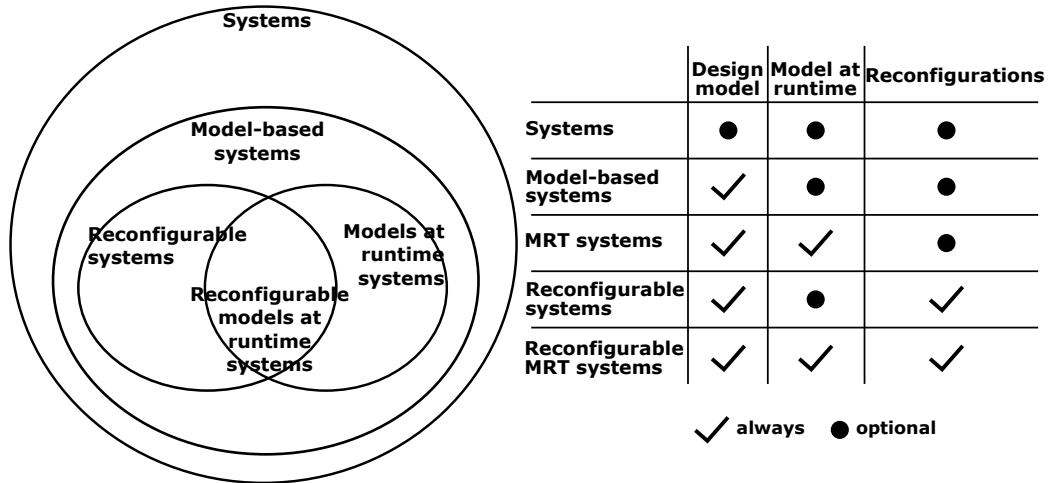 Systems
Model-based
systems
Reconfigurable
systems
Models at
runtime
systems
Reconfigurable
models at
runtime
systems
Design
model
Model at
runtime
Reconfigurations
Systems
Model-based
systems
MRT systems
Reconfigurable
systems
Reconfigurable
MRT systems
always
optional